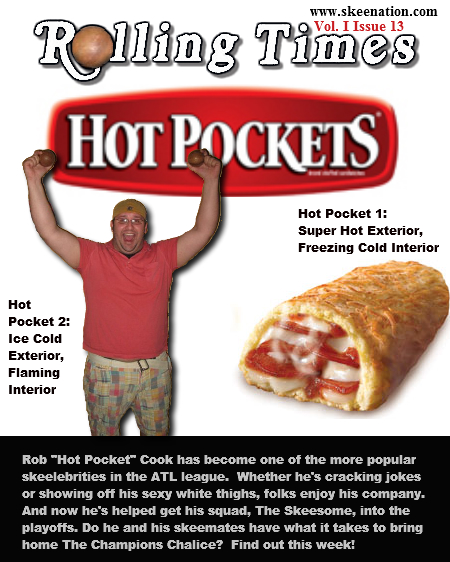 www.skeenation.com
Rolling Times
Vol. I Issue 13
HOT POCKETS®
Hot Pocket 1:
Super Hot Exterior,
Freezing Cold Interior
Hot
Pocket 2:
Ice Cold
Exterior,
Flaming
Interior
Rob "Hot Pocket" Cook has become one of the more popular
skeelebrities in the ATL league.  Whether he's cracking jokes
or showing off his sexy white thighs, folks enjoy his company.
And now he's helped get his squad, The Skeesome, into the
playoffs. Do he and his skeemates have what it takes to bring
home The Champions Chalice?  Find out this week!